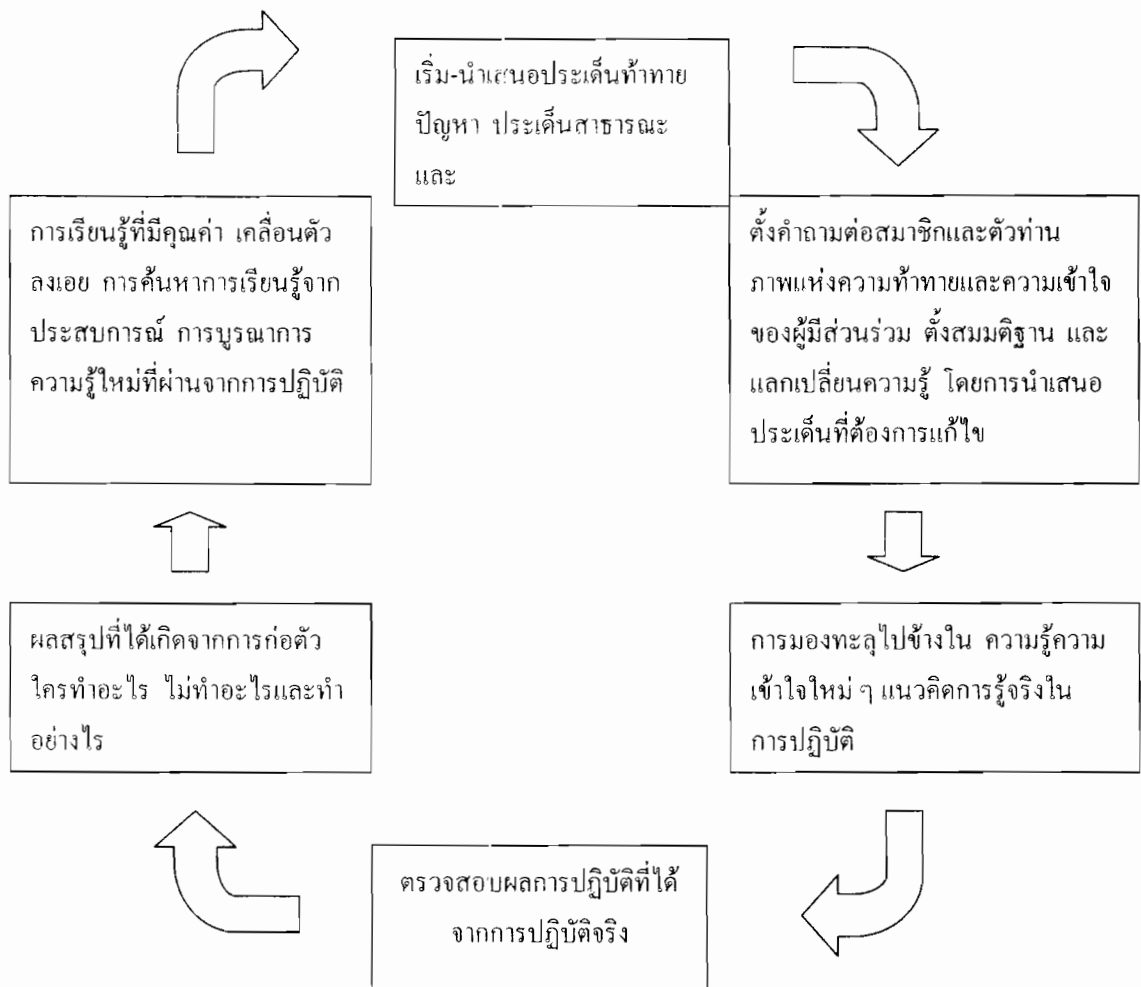 เริ่ม-นำเสนอประเด็นท้าทาย
ปัญหา ประเด็นสาธารณะ
และ
ตั้งคำถามต่อสมาชิกและตัวท่าน
ภาพแห่งความท้าทายและความเข้าใจ
ของผู้มีส่วนร่วม ตั้งสมมติฐาน และ
แลกเปลี่ยนความรู้ โดยการนำเสนอ
ประเด็นที่ต้องการแก้ไข
การมองทะลุไปข้างใน ความรู้ความ
เข้าใจใหม่ ๆ แนวคิดการรู้จริงใน
การปฏิบัติ
ตรวจสอบผลการปฏิบัติที่ได้
จากการปฏิบัติจริง
ผลสรุปที่ได้เกิดจากการก่อตัว
ใครทำอะไร ไม่ทำอะไรและทำ
อย่างไร
การเรียนรู้ที่มีคุณค่า เคลื่อนตัว
ลงเอย การค้นหาการเรียนรู้จาก
ประสบการณ์ การบูรณาการ
ความรู้ใหม่ที่ผ่านจากการปฏิบัติ